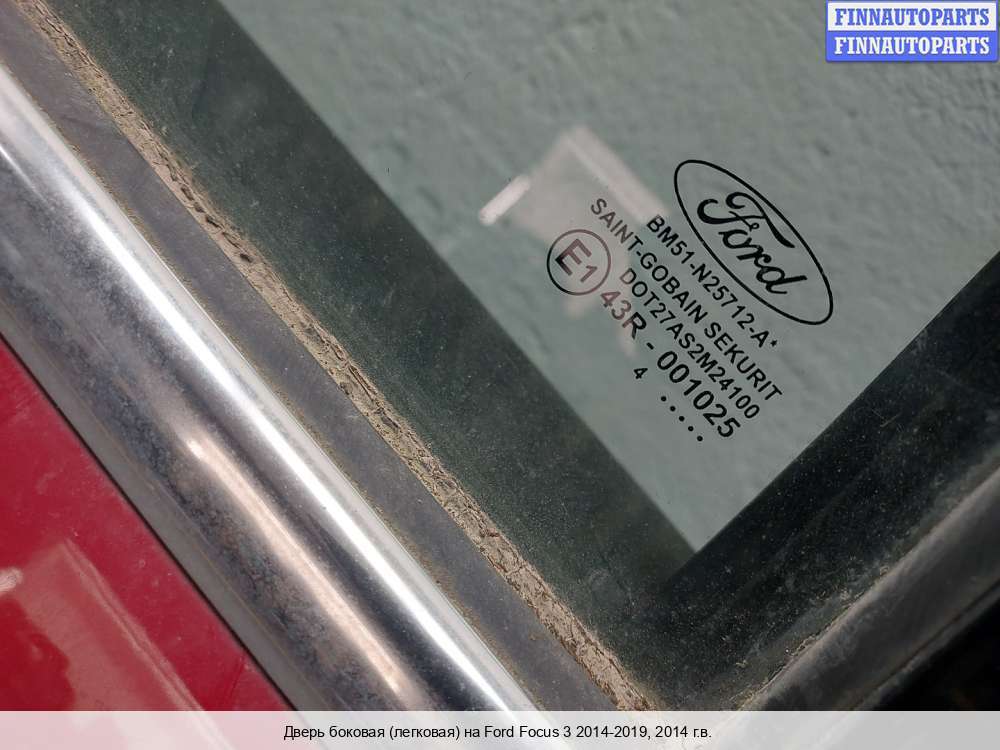 FINNAUTOPARTS
FINNAUTOPARTS
Ford
BM51-N25712-A*
SAINT-GOBAIN SEKURIT
DOT27AS2M24100
E1 43R - 001025
4 .....
Дверь боковая (легковая) на Ford Focus 3 2014-2019, 2014 г.в.